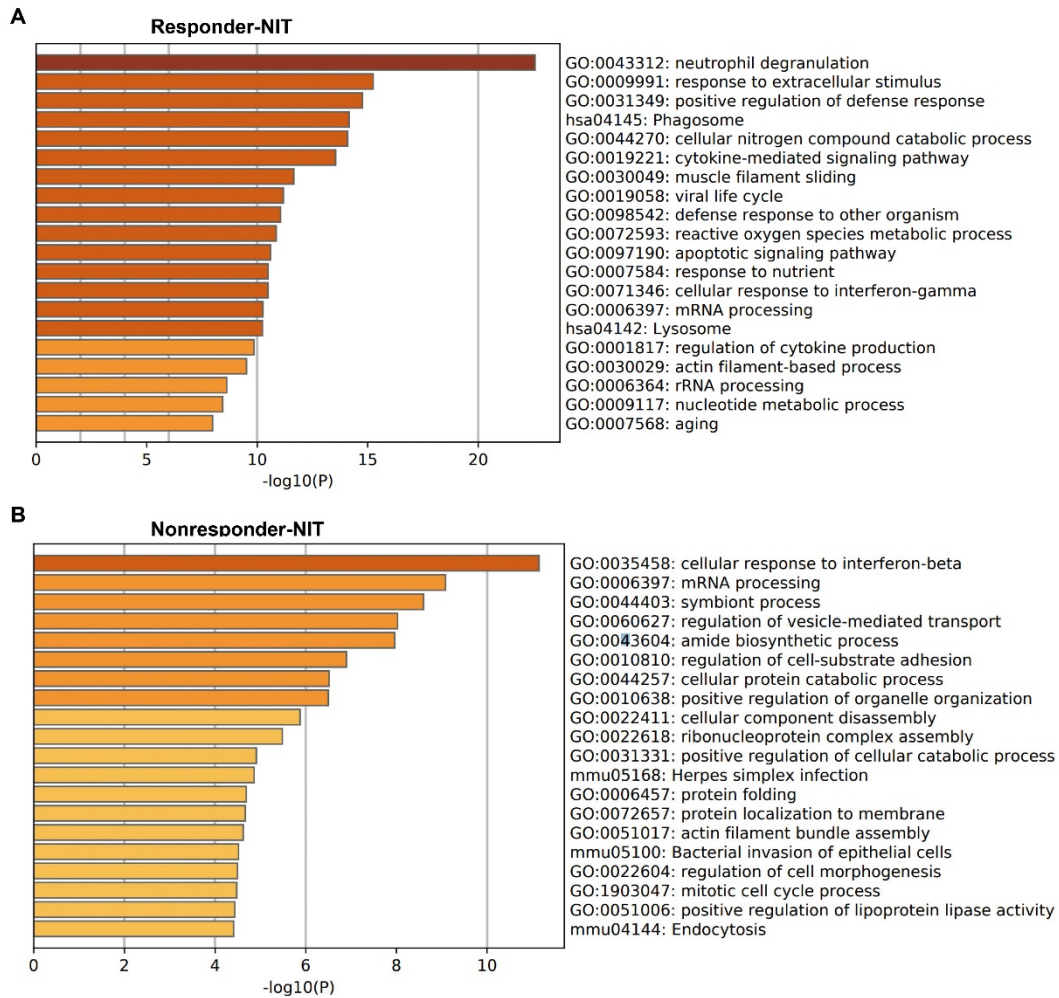 A
Responder-NIT
GO:0043312: neutrophil degranulation
GO:0009991: response to extracellular stimulus
GO:0031349: positive regulation of defense response
hsa04145: Phagosome
GO:0044270: cellular nitrogen compound catabolic process
GO:0019221: cytokine-mediated signaling pathway
GO:0030049: muscle filament sliding
GO:0019058: viral life cycle
GO:0098542: defense response to other organism
GO:0072593: reactive oxygen species metabolic process
GO:0097190: apoptotic signaling pathway
GO:0007584: response to nutrient
GO:0071346: cellular response to interferon-gamma
GO:0006397: mRNA processing
hsa04142: Lysosome
GO:0001817: regulation of cytokine production
GO:0030029: actin filament-based process
GO:0006364: rRNA processing
GO:0009117: nucleotide metabolic process
GO:0007568: aging
0 5 10 15 20
-log10(P)
B
Nonresponder-NIT
GO:0035458: cellular response to interferon-beta
GO:0006397: mRNA processing
GO:0044403: symbiont process
GO:0060627: regulation of vesicle-mediated transport
GO:0043604: amide biosynthetic process
GO:0010810: regulation of cell-substrate adhesion
GO:0044257: cellular protein catabolic process
GO:0010638: positive regulation of organelle organization
GO:0022411: cellular component disassembly
GO:0022618: ribonucleoprotein complex assembly
GO:0031331: positive regulation of cellular catabolic process
mmu05168: Herpes simplex infection
GO:0006457: protein folding
GO:0072657: protein localization to membrane
GO:0051017: actin filament bundle assembly
mmu05100: Bacterial invasion of epithelial cells
GO:0022604: regulation of cell morphogenesis
GO:1903047: mitotic cell cycle process
GO:0051006: positive regulation of lipoprotein lipase activity
mmu04144: Endocytosis
0 2 4 6 8 10
-log10(P)